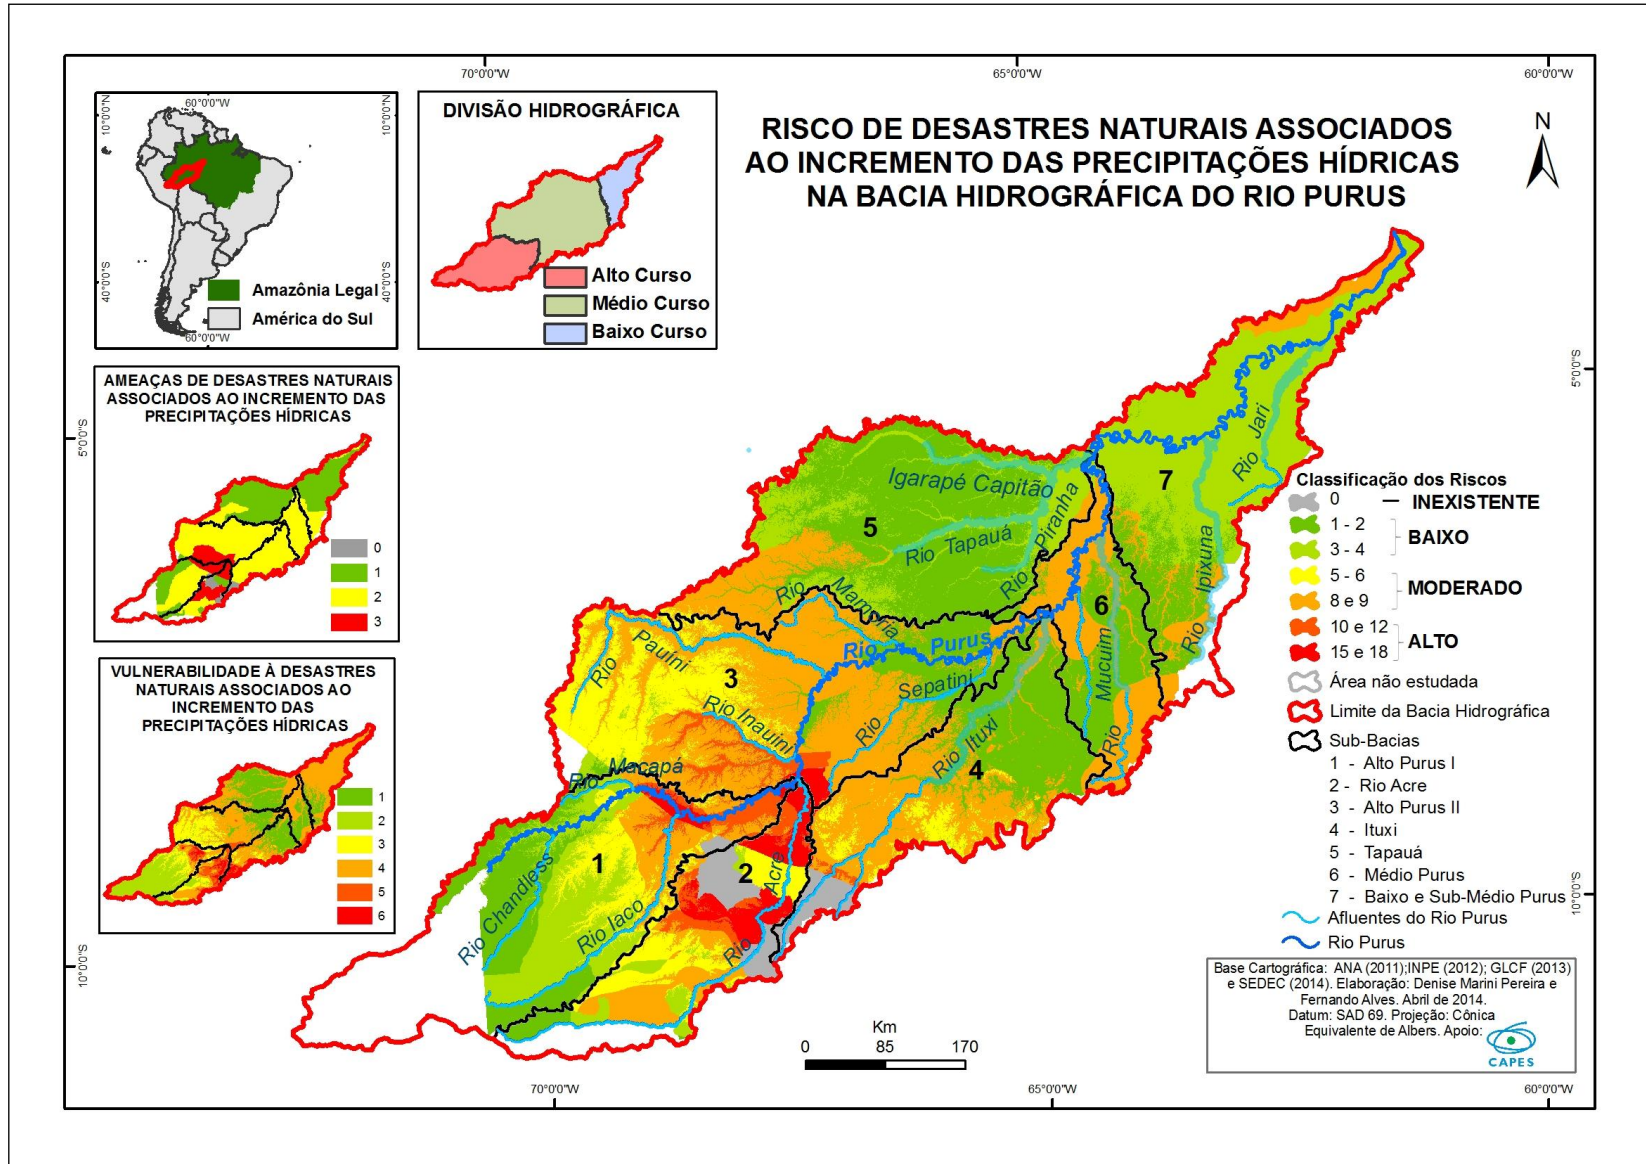 70°0'0"W
65°0'0"W
60°0'0"W
RISCO DE DESASTRES NATURAIS ASSOCIADOS
AO INCREMENTO DAS PRECIPITAÇÕES HÍDRICAS
NA BACIA HIDROGRÁFICA DO RIO PURUS
N
60°0'0"W
10°0'0"N
10°0'0"N
40°0'0"S
40°0'0"S
Amazônia Legal
América do Sul
60°0'0"W
DIVISÃO HIDROGRÁFICA
Alto Curso
Médio Curso
Baixo Curso
AMEAÇAS DE DESASTRES NATURAIS
ASSOCIADOS AO INCREMENTO DAS
PRECIPITAÇÕES HÍDRICAS
0
1
2
3
VULNERABILIDADE À DESASTRES
NATURAIS ASSOCIADOS AO
INCREMENTO DAS
PRECIPITAÇÕES HÍDRICAS
1
2
3
4
5
6
5°0'0"S
10°0'0"S
5°0'0"S
10°0'0"S
Rio Jari
7
Igarapé Capitão
5
Rio Tapauá
Rio Piranha
Rio Ipixuna
6
Rio Mamoria
Rio Purus
Rio Mucuim
Rio Pauini
3
Rio Sepatini
Rio Inauini
Rio Ituxi
4
Rio Macapá
1
2
Rio Acre
Rio Chandless
Rio Iaco
Classificação dos Riscos
0 — INEXISTENTE
1 - 2
BAIXO
3 - 4
5 - 6
MODERADO
8 e 9
10 e 12
ALTO
15 e 18
Área não estudada
Limite da Bacia Hidrográfica
Sub-Bacias
1 - Alto Purus I
2 - Rio Acre
3 - Alto Purus II
4 - Ituxi
5 - Tapauá
6 - Médio Purus
7 - Baixo e Sub-Médio Purus
Afluentes do Rio Purus
Rio Purus
Base Cartográfica: ANA (2011);INPE (2012); GLCF (2013)
e SEDEC (2014). Elaboração: Denise Marini Pereira e
Fernando Alves. Abril de 2014.
Datum: SAD 69. Projeção: Cônica
Equivalente de Albers. Apoio:
CAPES
Km
0 85 170
70°0'0"W
65°0'0"W
60°0'0"W